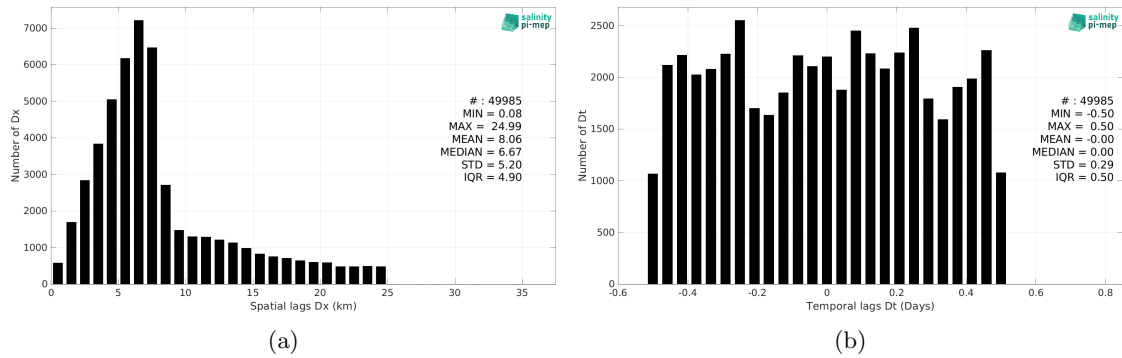 7000
6000
5000
4000
3000
2000
1000
0
Number of Dx
salinity
pi-mep
# : 49985
MIN = 0.08
MAX = 24.99
MEAN = 8.06
MEDIAN = 6.67
STD = 5.20
IQR = 4.90
0 5 10 15 20 25 30 35
Spatial lags Dx (km)
(a)
2500
2000
1500
1000
500
0
Number of Dt
salinity
pi-mep
# : 49985
MIN = -0.50
MAX = 0.50
MEAN = -0.00
MEDIAN = 0.00
STD = 0.29
IQR = 0.50
-0.6 -0.4 -0.2 0 0.2 0.4 0.6 0.8
Temporal lags Dt (Days)
(b)